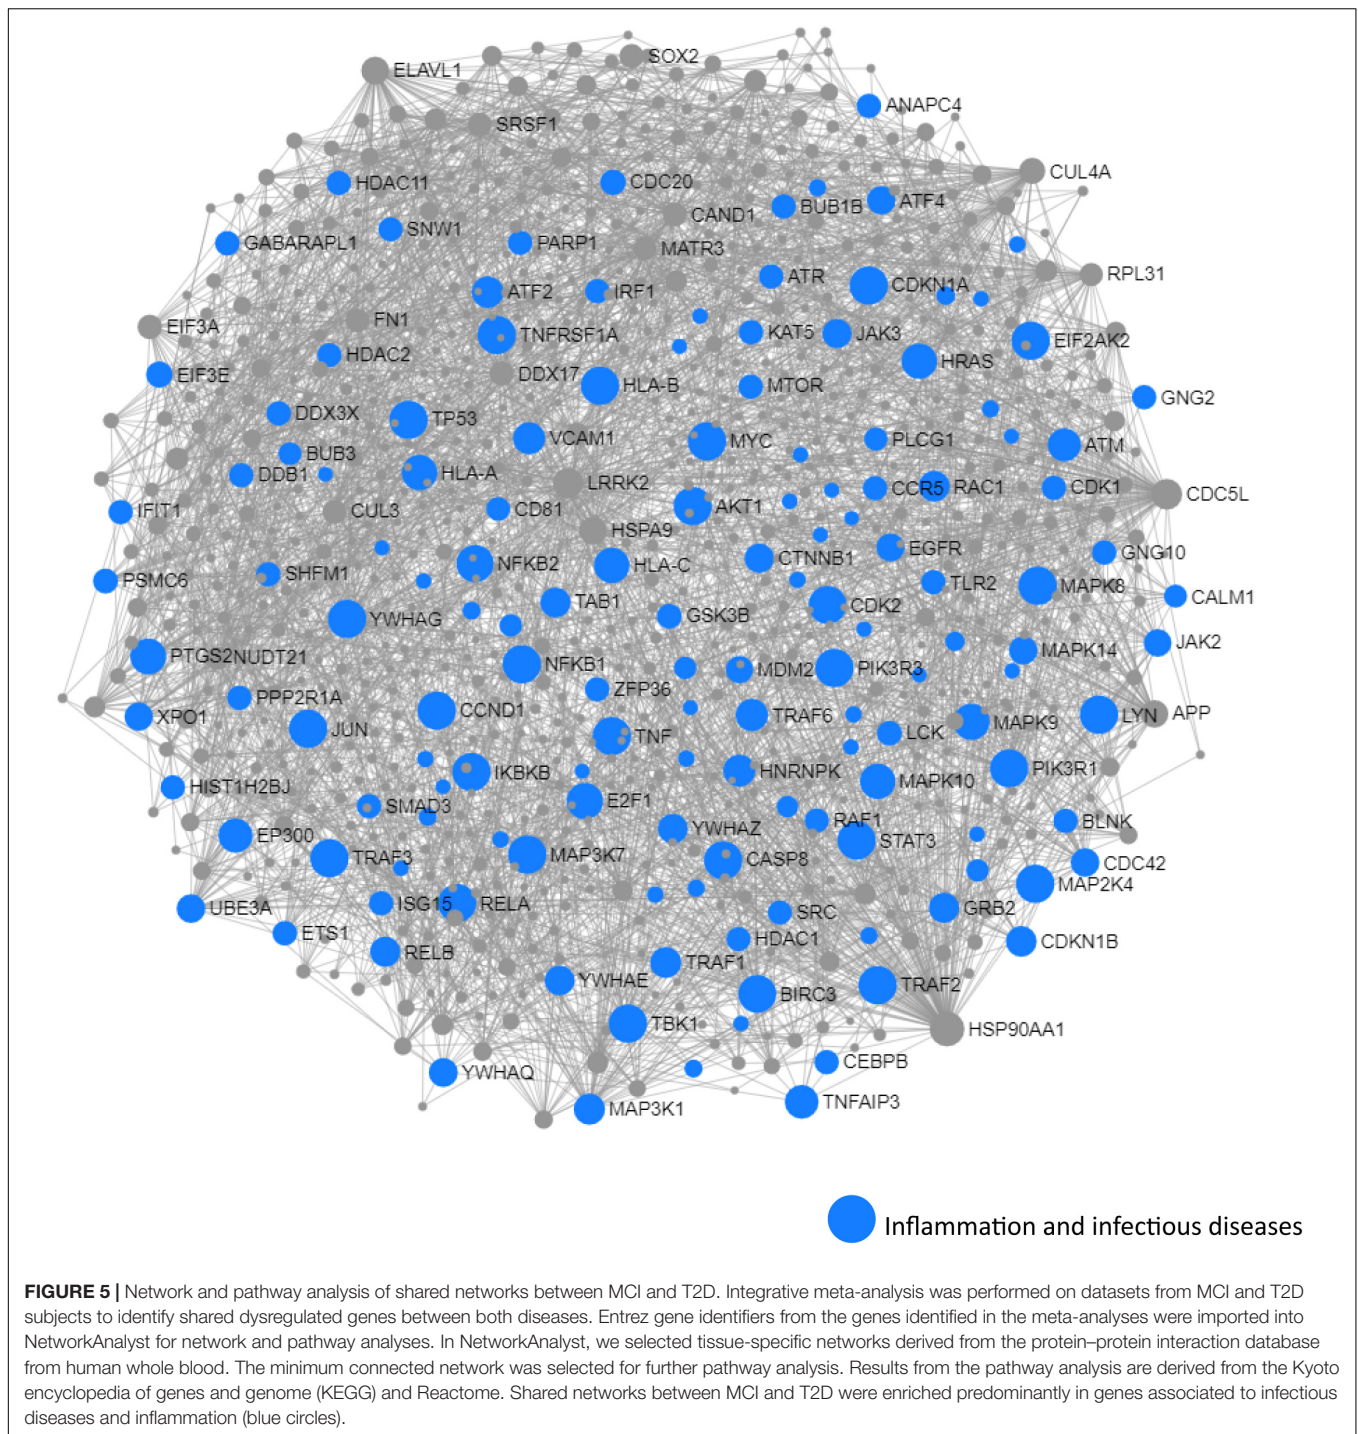 SOX2
ELAVL1
ANAPC4
SRSF1
CUL4A
HDAC11
CDC20
BUB1B
ATF4
CAND1
SNW1
GABARAPL1
PARP1
MATR3
RPL31
ATR
CDKN1A
ATF2
IRF1
FN1
EIF3A
TNFRSF1A
KAT5
JAK3
EIF2AK2
HDAC2
HRAS
EIF3E
DDX17
HLA-B
MTOR
GNG2
DDX3X
TP53
VCAM1
MYC
PLCG1
ATM
BUB3
DDB1
HLA-A
LRRK2
CCR5
RAC1
CDK1
CDC5L
IFIT1
CUL3
CD81
AKT1
HSPA9
EGFR
GNG10
CTNNB1
NFKB2
HLA-C
SHFM1
PSMC6
TLR2
MAPK8
CALM1
TAB1
CDK2
YWHAG
GSK3B
JAK2
MAPK14
PTGS2
NUDT21
NFKB1
MDM2
PIK3R3
ZFP36
PPP2R1A
XPO1
CCND1
TRAF6
LYN
APP
JUN
MAPK9
LCK
TNF
IKBKB
HNRNPK
PIK3R1
MAPK10
HIST1H2BJ
E2F1
SMAD3
RAF1
BLNK
YWHAZ
EP300
STAT3
TRAF3
MAP3K7
CASP8
CDC42
MAP2K4
ISG15
RELA
UBE3A
GRB2
SRC
ETS1
HDAC1
CDKN1B
RELB
TRAF1
YWHAE
TRAF2
BIRC3
TBK1
HSP90AA1
CEBPB
YWHAQ
TNFAIP3
MAP3K1
Inflammation and infectious diseases
FIGURE 5 | Network and pathway analysis of shared networks between MCI and T2D. Integrative meta-analysis was performed on datasets from MCI and T2D
subjects to identify shared dysregulated genes between both diseases. Entrez gene identifiers from the genes identified in the meta-analyses were imported into
NetworkAnalyst for network and pathway analyses. In NetworkAnalyst, we selected tissue-specific networks derived from the protein–protein interaction database
from human whole blood. The minimum connected network was selected for further pathway analysis. Results from the pathway analysis are derived from the Kyoto
encyclopedia of genes and genome (KEGG) and Reactome. Shared networks between MCI and T2D were enriched predominantly in genes associated to infectious
diseases and inflammation (blue circles).